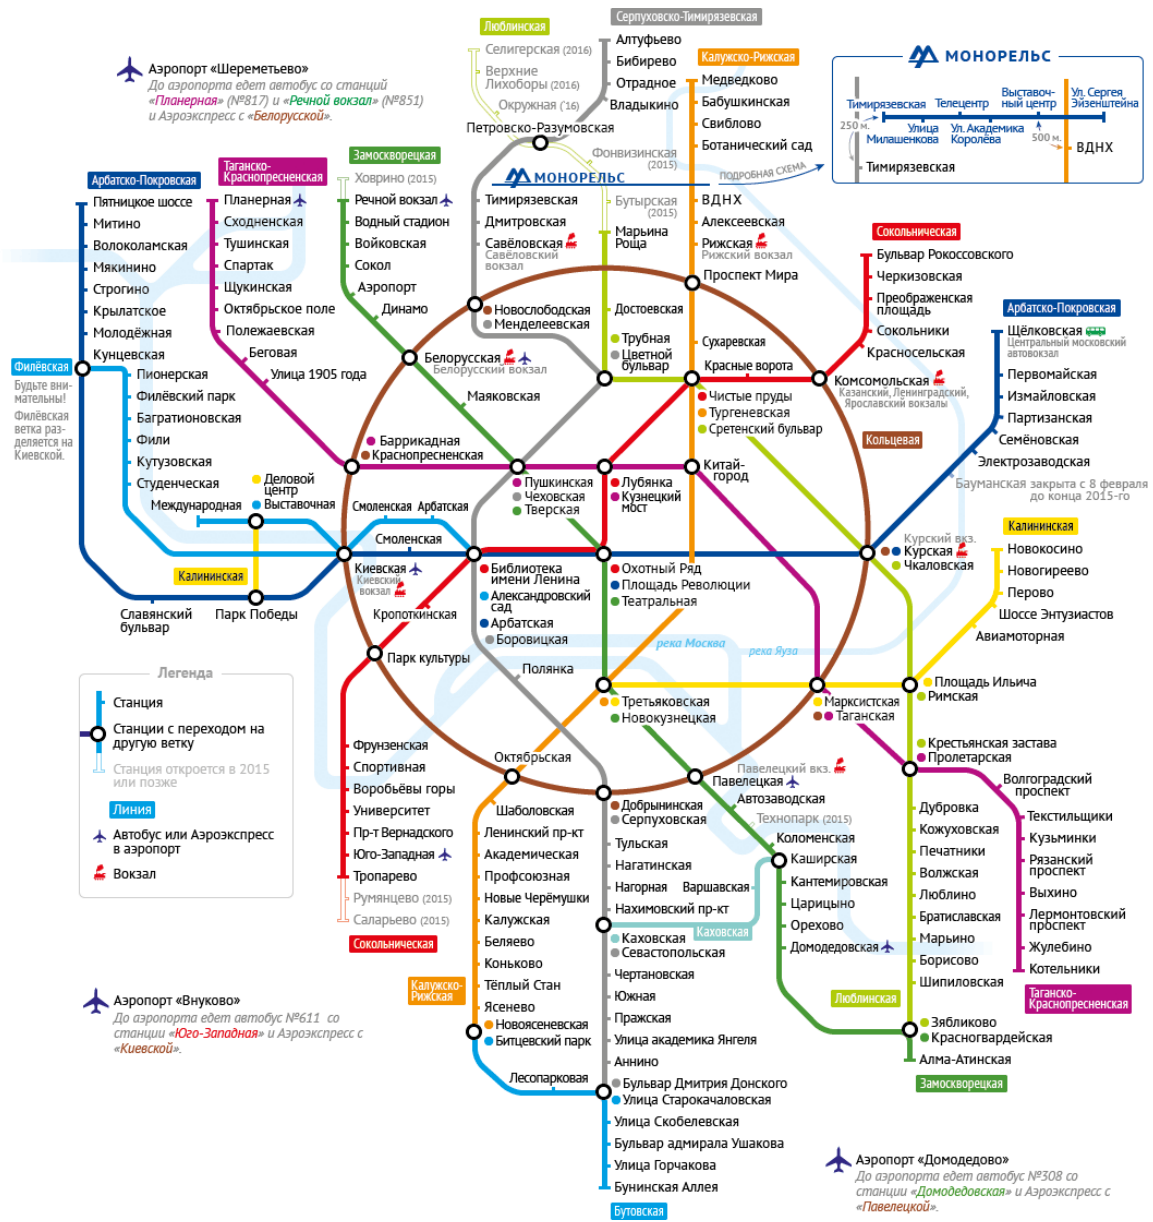 Серпуховско-Тимирязевская
Люблинская
Алтуфьево
Бибирево
Отрадное
Владыкино
Селигерская (2016)
Верхние
Лихоборы (2016)
Окружная ('16)
Петровско-Разумовская
Фонвизинская
(2015)
Бутырская
(2015)
Калужско-Рижская
Медведково
Бабушкинская
Свиблово
Ботанический сад
МОНОРЕЛЬС
Тимирязевская
Телецентр
Выставоч-
ный центр
Ул. Сергея
Эйзенштейна
250 м.
Улица
Милашенкова
Ул. Академика
Королёва
500 м.
ВДНХ
Тимирязевская
ПОДРОБНАЯ СХЕМА
МОНОРЕЛЬС
Аэропорт «Шереметьево»
До аэропорта едет автобус со станций
«Планерная» (№817) и «Речной вокзал» (№851)
и Аэроэкспресс с «Белорусской».
Арбатско-Покровская
Пятницкое шоссе
Митино
Волоколамская
Мякинино
Строгино
Крылатское
Молодёжная
Кунцевская
Таганско-
Краснопресненская
Планерная
Сходненская
Тушинская
Спартак
Щукинская
Октябрьское поле
Полежаевская
Беговая
Улица 1905 года
Замоскворецкая
Ховрино (2015)
Речной вокзал
Водный стадион
Войковская
Сокол
Аэропорт
Динамо
Тимирязевская
Дмитровская
Савёловская
Савёловский
вокзал
Марьина
Роща
Достоевская
ВДНХ
Алексеевская
Рижская
Рижский вокзал
Проспект Мира
Сухаревская
Сокольническая
Бульвар Рокоссовского
Черкизовская
Преображенская
площадь
Сокольники
Красносельская
Арбатско-Покровская
Щёлковская
Центральный московский
автовокзал
Первомайская
Измайловская
Партизанская
Семёновская
Электрозаводская
Бауманская закрыта с 8 февраля
до конца 2015-го
Новослободская
Менделеевская
Трубная
Цветной
бульвар
Красные ворота
Комсомольская
Казанский, Ленинградский,
Ярославский вокзалы
Белорусская
Белорусский вокзал
Маяковская
Чистые пруды
Тургеневская
Сретенский бульвар
Кольцевая
Филёвская
Будьте вни-
мательны!
Филёвская
ветка раз-
деляется на
Киевской.
Пионерская
Филёвский парк
Багратионовская
Фили
Кутузовская
Студенческая
Международная
Деловой
центр
Выставочная
Баррикадная
Краснопресненская
Пушкинская
Чеховская
Тверская
Лубянка
Кузнецкий
мост
Китай-
город
Смоленская
Арбатская
Смоленская
Киевская
Киевский
вокзал
Калининская
Славянский
бульвар
Парк Победы
Библиотека
имени Ленина
Александровский
сад
Арбатская
Боровицкая
Охотный Ряд
Площадь Революции
Театральная
Курский вкз.
Курская
Чкаловская
Калининская
Новокосино
Новогиреево
Перово
Шоссе Энтузиастов
Авиамоторная
Кропоткинская
Парк культуры
Полянка
река Москва
река Яуза
Третьяковская
Новокузнецкая
Марксистская
Таганская
Площадь Ильича
Римская
Легенда
Станция
Станции с переходом на
другую ветку
Станция откроется в 2015
или позже
Линия
Автобус или Аэроэкспресс
в аэропорт
Вокзал
Фрунзенская
Спортивная
Воробьёвы горы
Университет
Пр-т Вернадского
Юго-Западная
Тропарево
Румянцево (2015)
Саларьево (2015)
Сокольническая
Октябрьская
Шаболовская
Ленинский пр-кт
Академическая
Профсоюзная
Новые Черёмушки
Калужская
Беляево
Коньково
Тёплый Стан
Ясенево
Новоясеневская
Битцевский парк
Калужско-
Рижская
Лесопарковая
Добрынинская
Серпуховская
Тульская
Нагатинская
Нагорная
Нахимовский пр-кт
Каховская
Севастопольская
Чертановская
Южная
Пражская
Улица академика Янгеля
Аннино
Бульвар Дмитрия Донского
Улица Старокачаловская
Улица Скобелевская
Бульвар адмирала Ушакова
Улица Горчакова
Бунинская Аллея
Бутовская
Павелецкий вкз.
Павелецкая
Автозаводская
Технопарк (2015)
Коломенская
Каширская
Варшавская
Каховская
Кантемировская
Царицыно
Орехово
Домодедовская
Крестьянская застава
Пролетарская
Дубровка
Кожуховская
Печатники
Волжская
Люблино
Братиславская
Марьино
Борисово
Шипиловская
Люблинская
Зябликово
Красногвардейская
Алма-Атинская
Замоскворецкая
Волгоградский
проспект
Текстильщики
Кузьминки
Рязанский
проспект
Выхино
Лермонтовский
проспект
Жулебино
Котельники
Таганско-
Краснопресненская
Аэропорт «Внуково»
До аэропорта едет автобус №611 со
станции «Юго-Западная» и Аэроэкспресс с
«Киевской».
Аэропорт «Домодедово»
До аэропорта едет автобус №308 со
станции «Домодедовская» и Аэроэкспресс с
«Павелецкой».